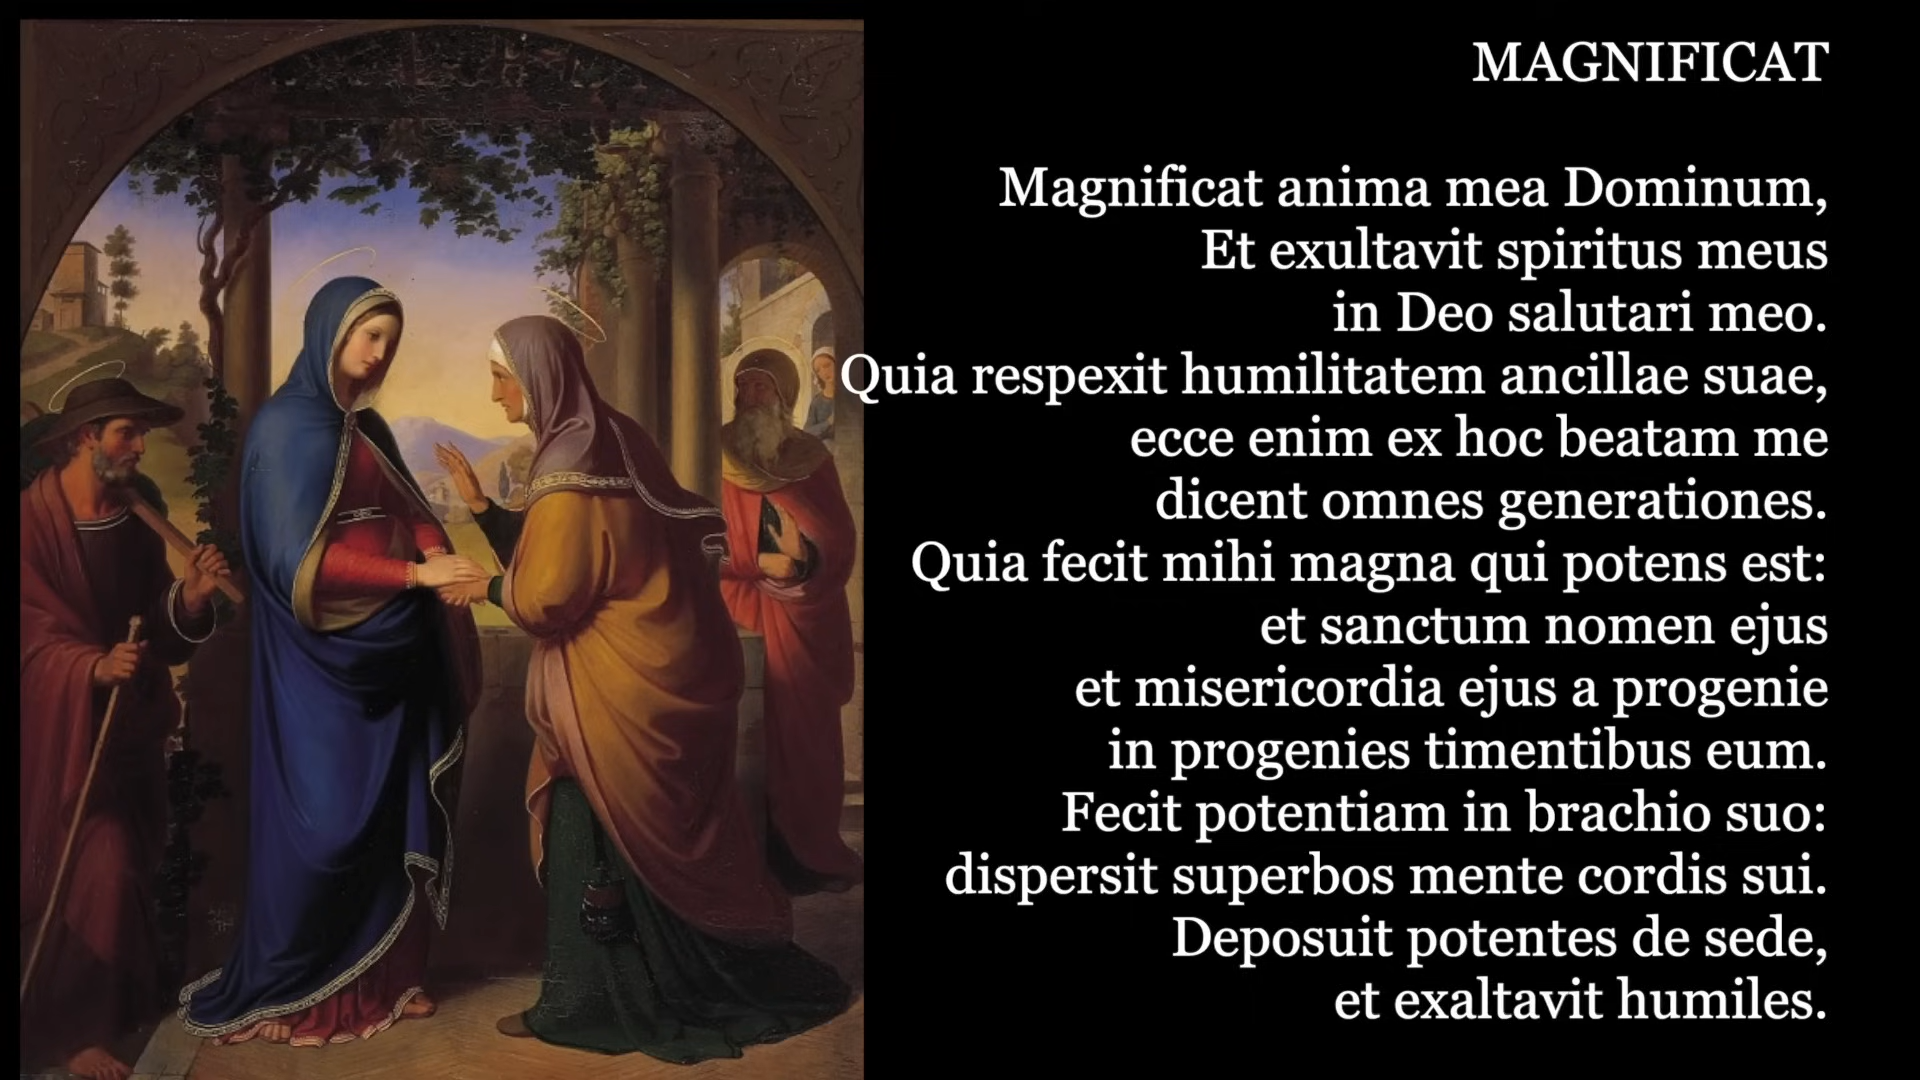 MAGNIFICAT
Magnificat anima mea Dominum,
Et exultavit spiritus meus
in Deo salutari meo.
Quia respexit humilitatem ancillae suae,
ecce enim ex hoc beatam me
dicent omnes generationes.
Quia fecit mihi magna qui potens est:
et sanctum nomen ejus
et misericordia ejus a progenie
in progenies timentibus eum.
Fecit potentiam in brachio suo:
dispersit superbos mente cordis sui.
Deposuit potentes de sede,
et exaltavit humiles.